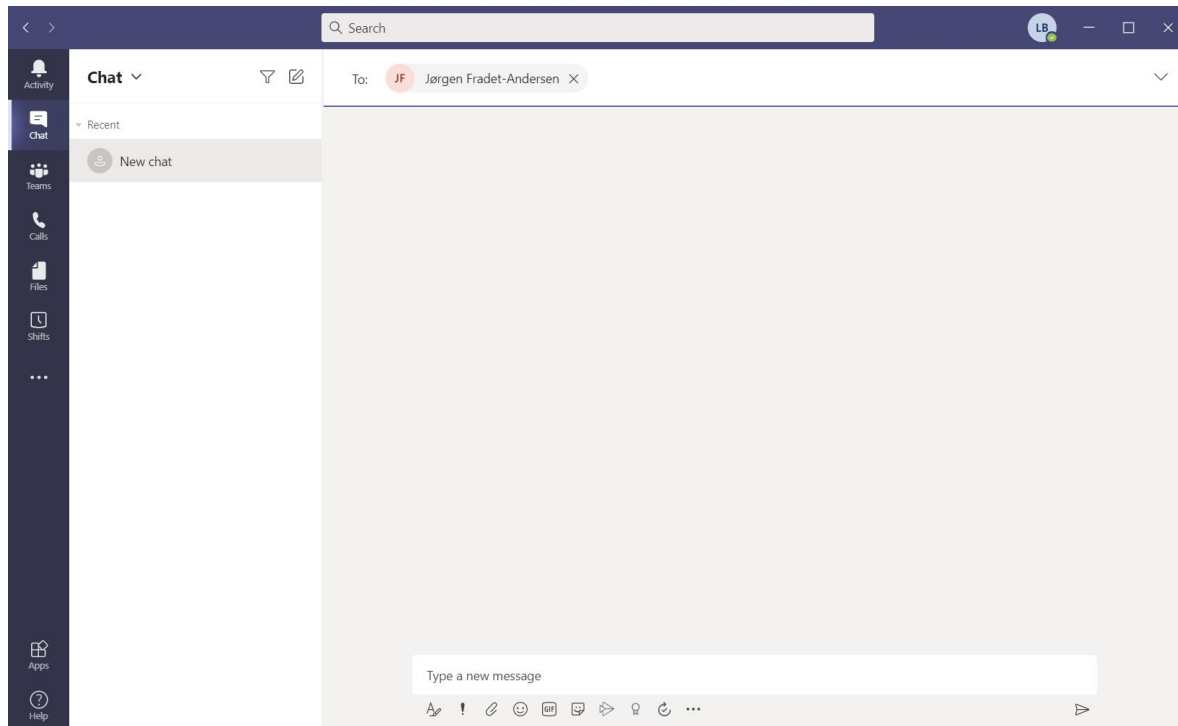 Search
LB
Activity
Chat
Teams
Calls
Files
Shifts
Apps
Help
Chat
Recent
New chat
To: JF Jørgen Fradet-Andersen
Type a new message
GIF